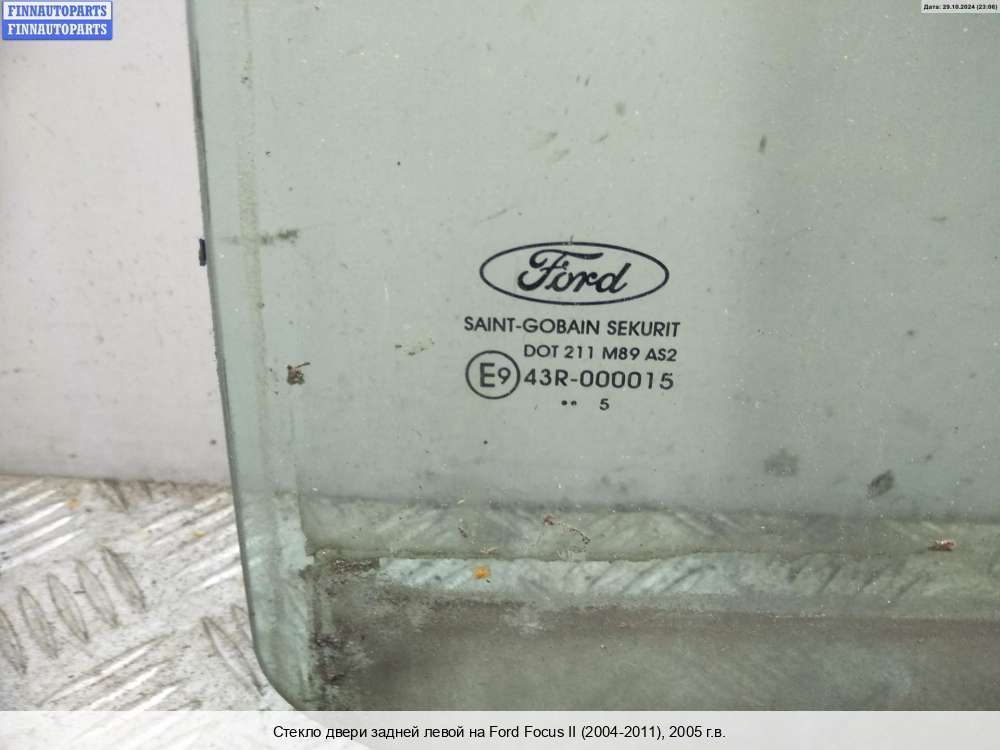 FINNAUTOPARTS
FINNAUTOPARTS
Дата: 29.10.2024 (23:06)
Ford
SAINT-GOBAIN SEKURIT
DOT 211 M89 AS2
E9 43R-000015
•• 5
Стекло двери задней левой на Ford Focus II (2004-2011), 2005 г.в.